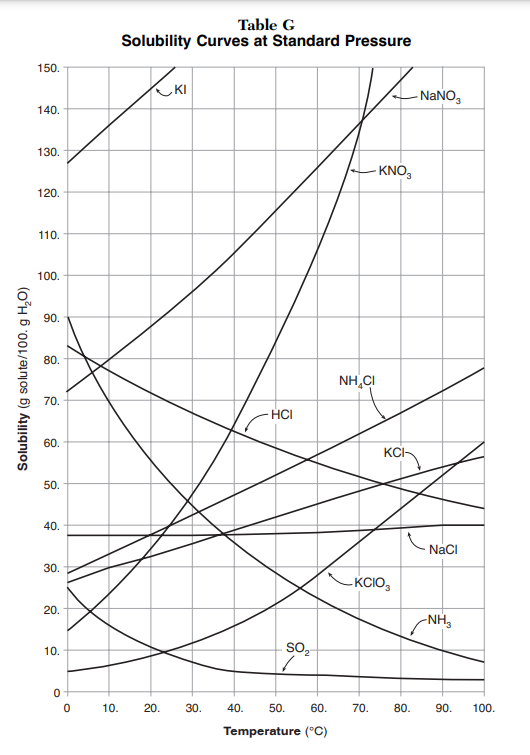 Table G
Solubility Curves at Standard Pressure
150.
140.
130.
120.
110.
100.
90.
80.
70.
60.
50.
40.
30.
20.
10.
0
Solubility (g solute/100. g H₂O)
KI
NaNO₃
KNO₃
NH₄Cl
HCl
KCl
NaCl
KClO₃
NH₃
SO₂
0 10. 20. 30. 40. 50. 60. 70. 80. 90. 100.
Temperature (°C)